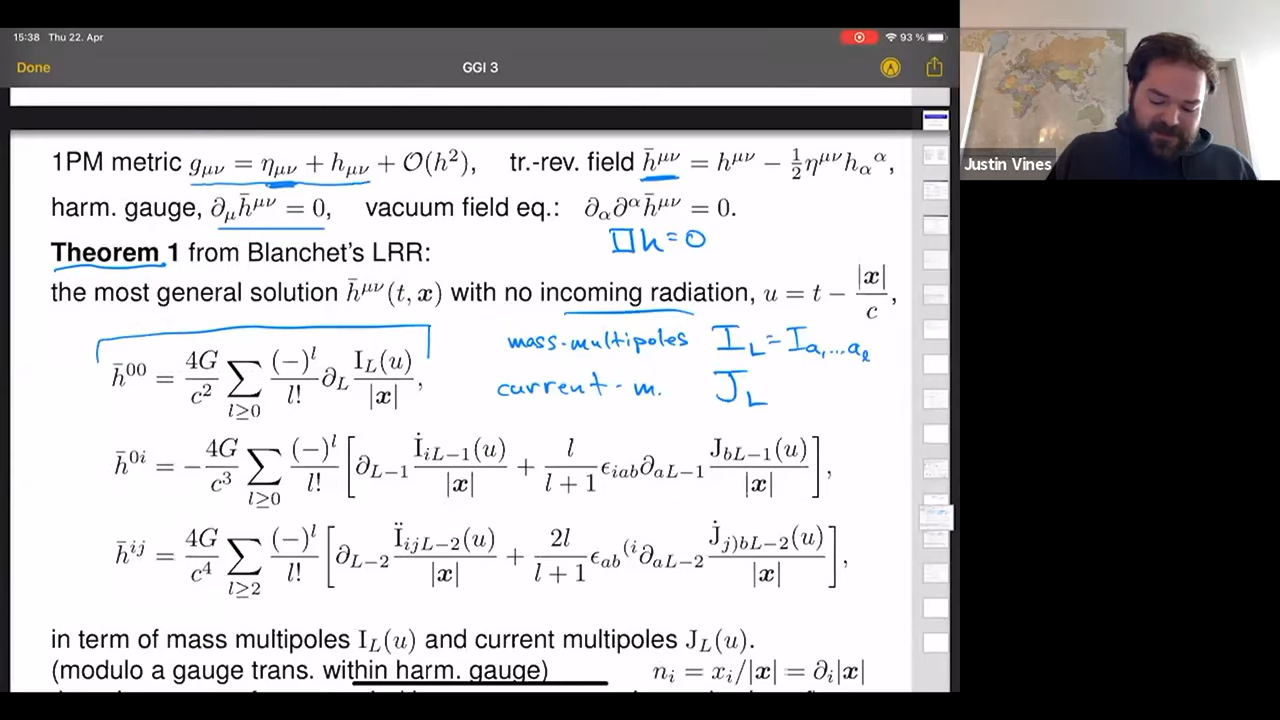 15:38 Thu 22. Apr
93 %
Done
GGI 3
1PM metric g_{μν} = η_{μν} + h_{μν} + O(h²), tr.-rev. field h̄^{μν} = h^{μν} − ½η^{μν}h_α^α,
harm. gauge, ∂_μ h̄^{μν} = 0, vacuum field eq.: ∂_α∂^α h̄^{μν} = 0.
□h = 0
Theorem 1 from Blanchet's LRR:
the most general solution h̄^{μν}(t, x) with no incoming radiation, u = t − |x|/c,
mass-multipoles I_L = I_{a₁...a_ℓ}
h̄^{00} = 4G/c² ∑_{l≥0} (−)^l/l! ∂_L I_L(u)/|x|,
current-m. J_L
h̄^{0i} = −4G/c³ ∑_{l≥0} (−)^l/l! [∂_{L−1} İ_{iL−1}(u)/|x| + l/(l+1) ϵ_{iab}∂_{aL−1} J_{bL−1}(u)/|x|],
h̄^{ij} = 4G/c⁴ ∑_{l≥2} (−)^l/l! [∂_{L−2} Ï_{ijL−2}(u)/|x| + 2l/(l+1) ϵ_{ab}^{(i}∂_{aL−2} J̇_{j)bL−2}(u)/|x|],
in term of mass multipoles I_L(u) and current multipoles J_L(u).
(modulo a gauge trans. within harm. gauge) n_i = x_i/|x| = ∂_i|x|
Justin Vines